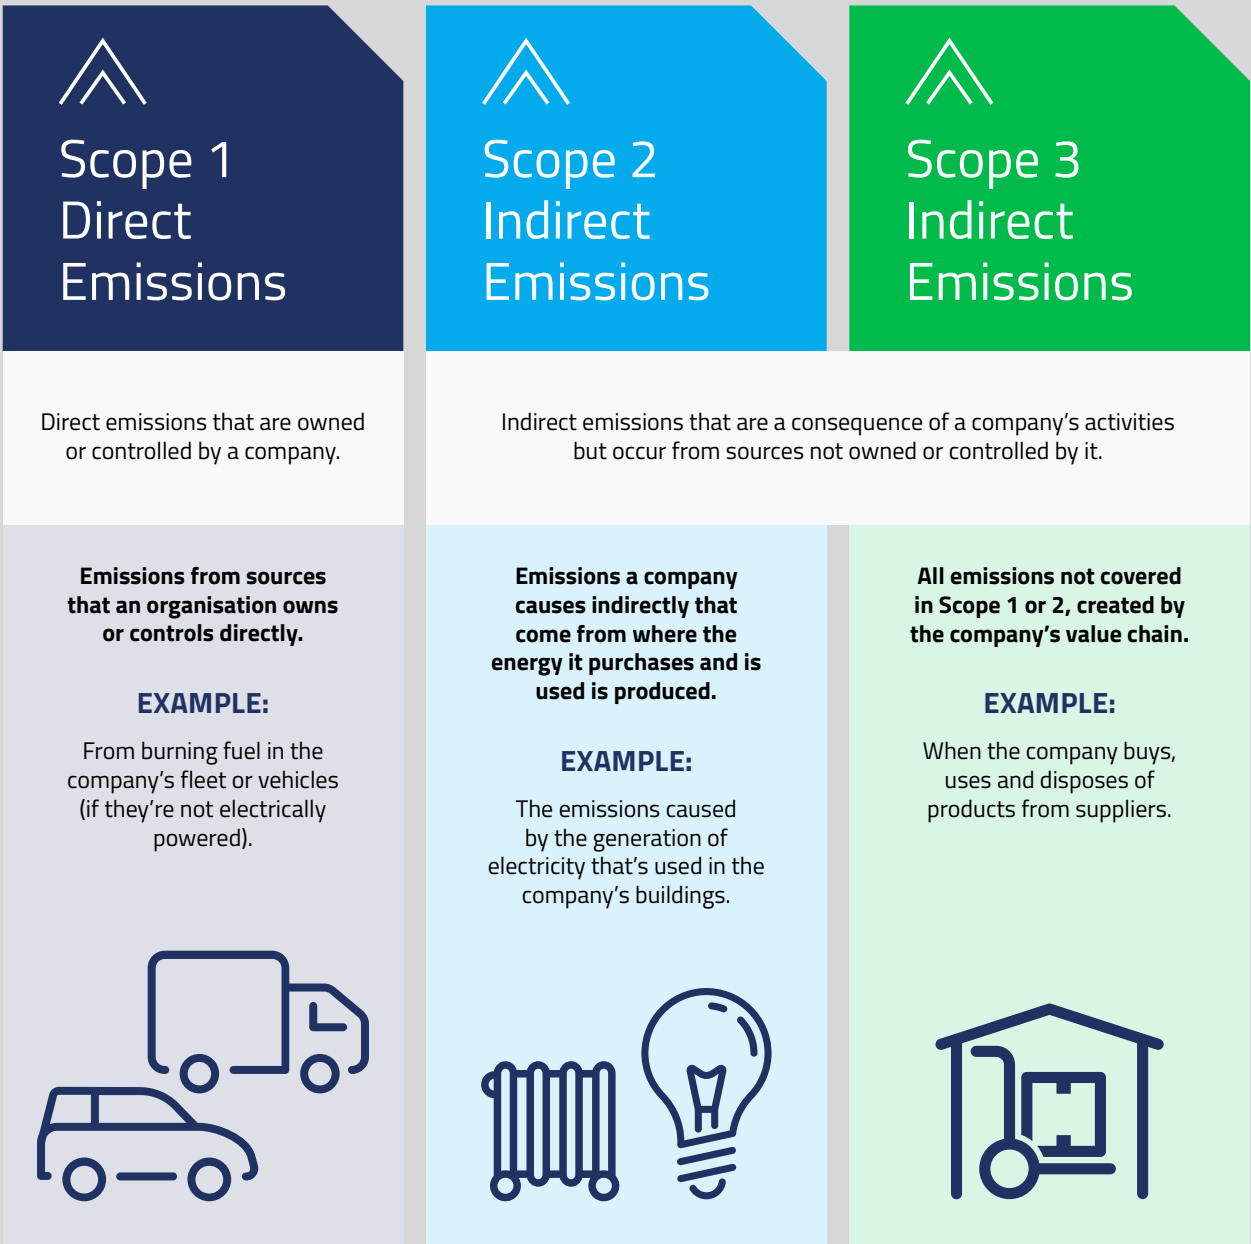 Scope 1
Direct
Emissions
Scope 2
Indirect
Emissions
Scope 3
Indirect
Emissions
Direct emissions that are owned
or controlled by a company.
Indirect emissions that are a consequence of a company's activities
but occur from sources not owned or controlled by it.
Emissions from sources
that an organisation owns
or controls directly.
EXAMPLE:
From burning fuel in the
company's fleet or vehicles
(if they're not electrically
powered).
Emissions a company
causes indirectly that
come from where the
energy it purchases and is
used is produced.
EXAMPLE:
The emissions caused
by the generation of
electricity that's used in the
company's buildings.
All emissions not covered
in Scope 1 or 2, created by
the company's value chain.
EXAMPLE:
When the company buys,
uses and disposes of
products from suppliers.